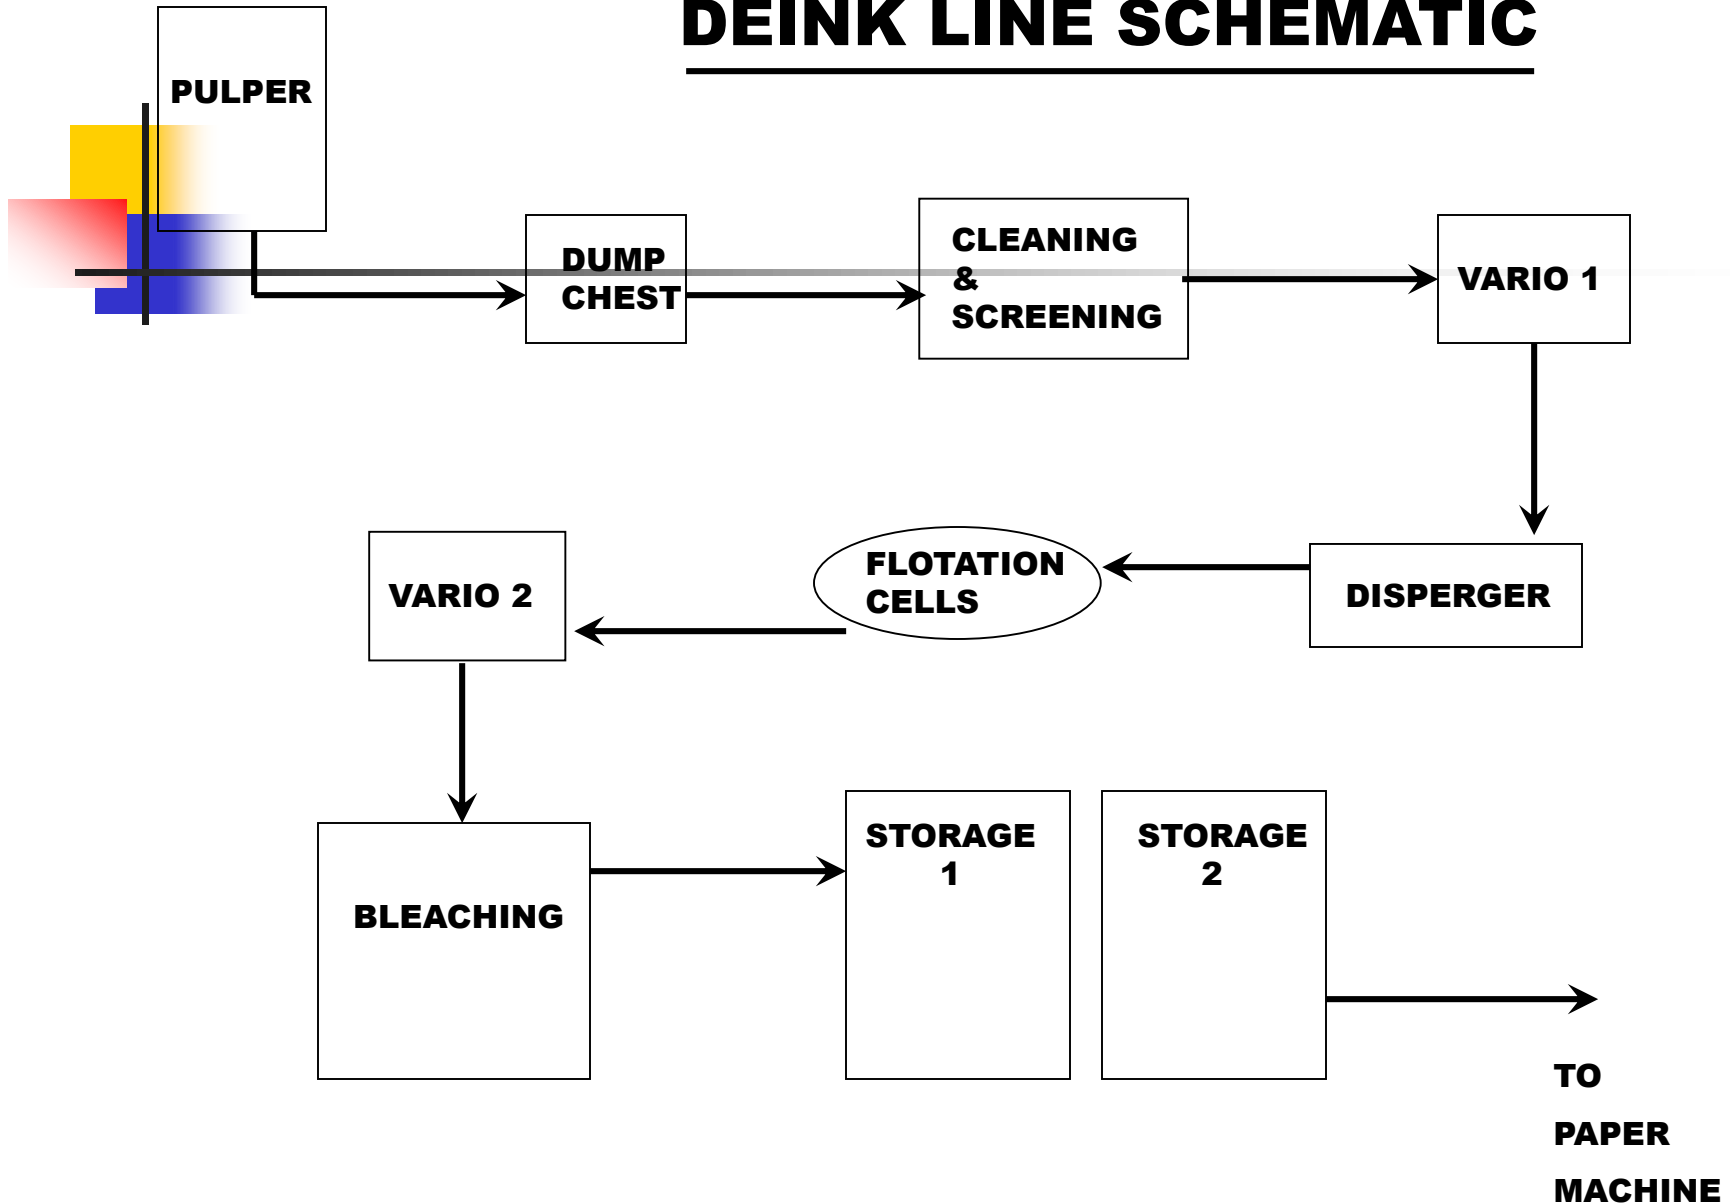 DEINK LINE SCHEMATIC
PULPER
DUMP
CHEST
CLEANING
&
SCREENING
VARIO 1
DISPERGER
FLOTATION
CELLS
VARIO 2
BLEACHING
STORAGE
1
STORAGE
2
TO
PAPER
MACHINE